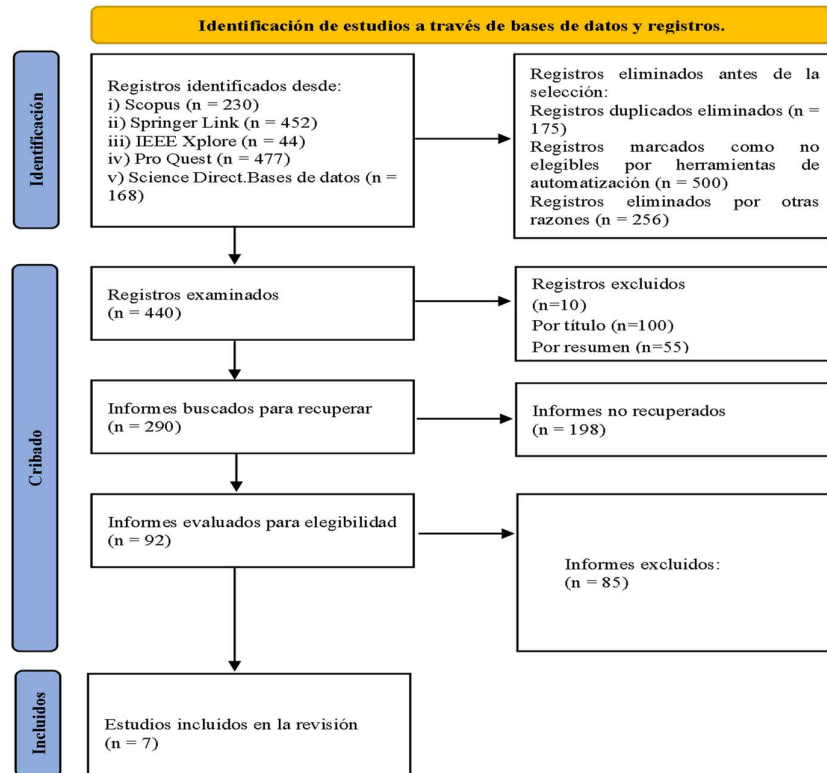 Identificación de estudios a través de bases de datos y registros.
Identificación
Registros identificados desde:
i) Scopus (n = 230)
ii) Springer Link (n = 452)
iii) IEEE Xplore (n = 44)
iv) Pro Quest (n = 477)
v) Science Direct.Bases de datos (n =
168)
Registros eliminados antes de la
selección:
Registros duplicados eliminados (n =
175)
Registros marcados como no
elegibles por herramientas de
automatización (n = 500)
Registros eliminados por otras
razones (n = 256)
Cribado
Registros examinados
(n = 440)
Registros excluidos
(n=10)
Por título (n=100)
Por resumen (n=55)
Informes buscados para recuperar
(n = 290)
Informes no recuperados
(n = 198)
Informes evaluados para elegibilidad
(n = 92)
Informes excluidos:
(n = 85)
Incluidos
Estudios incluidos en la revisión
(n = 7)